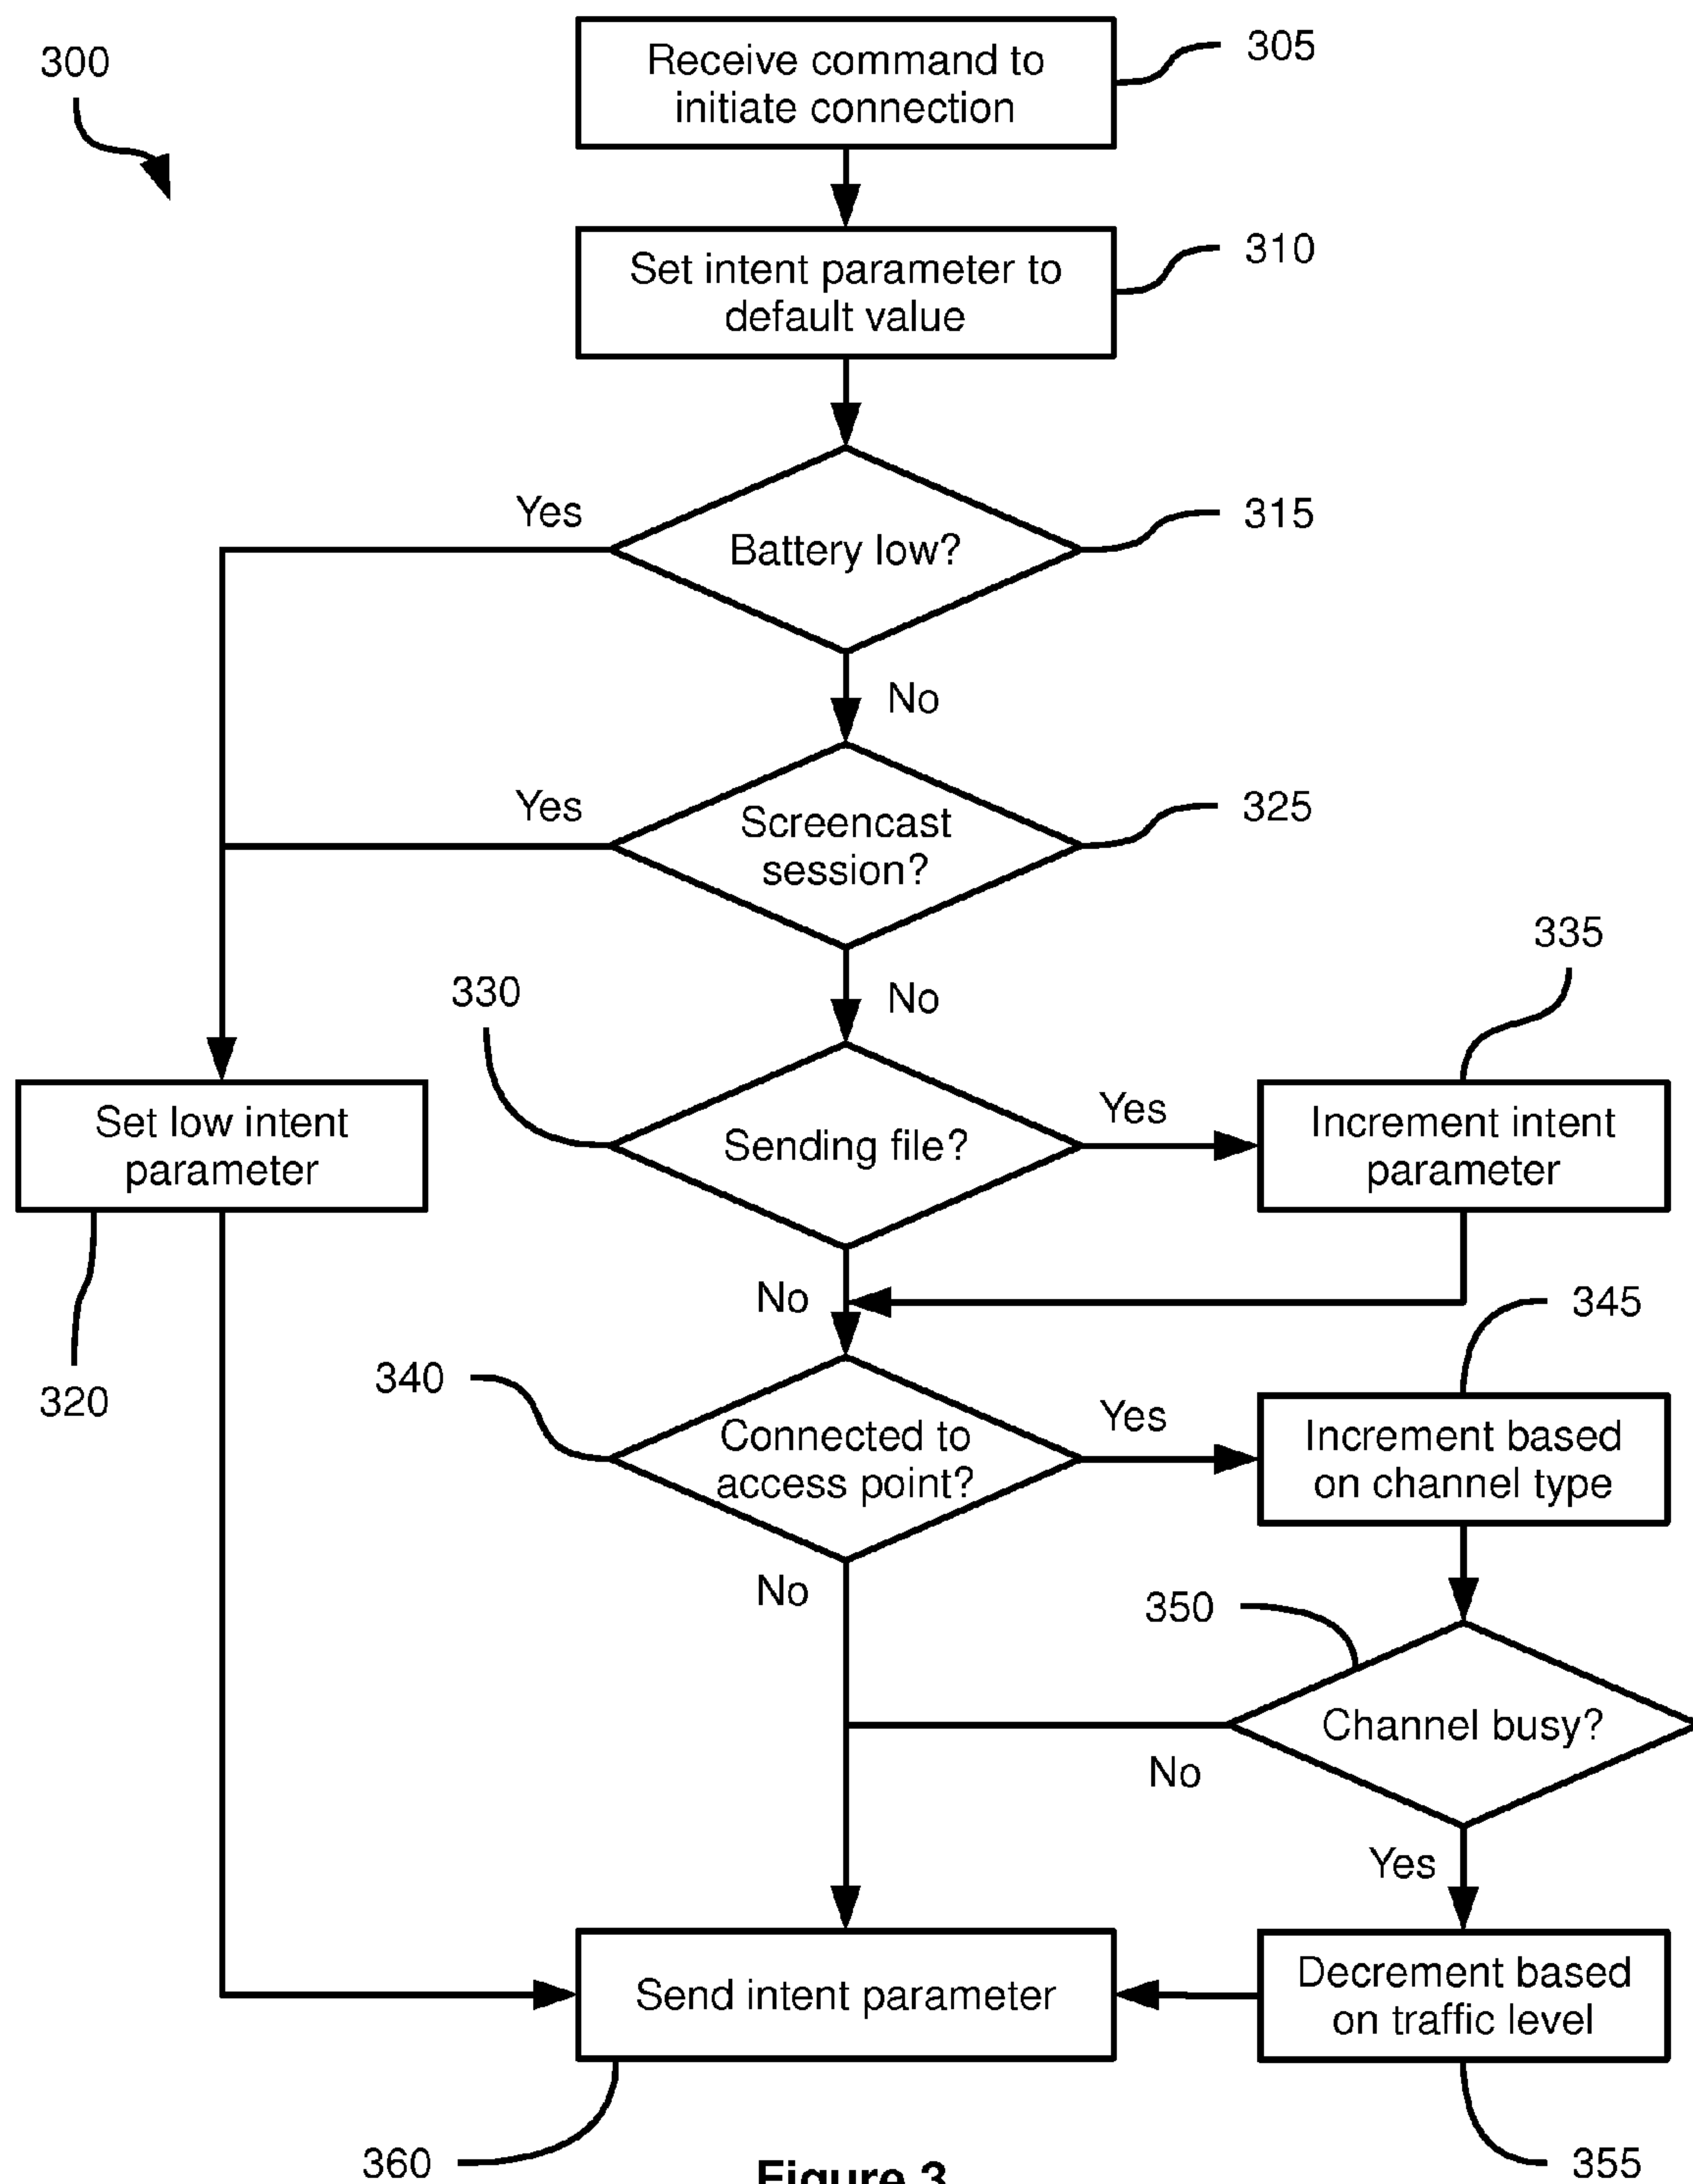 300
Receive command to
initiate connection
305
Set intent parameter to
default value
310
Yes
Battery low?
315
No
Yes
Screencast
session?
325
No
330
335
Set low intent
parameter
Sending file?
Yes
Increment intent
parameter
No
320
340
345
Connected to
access point?
Yes
Increment based
on channel type
No
350
Channel busy?
No
Yes
Send intent parameter
Decrement based
on traffic level
360
355
Figure 3